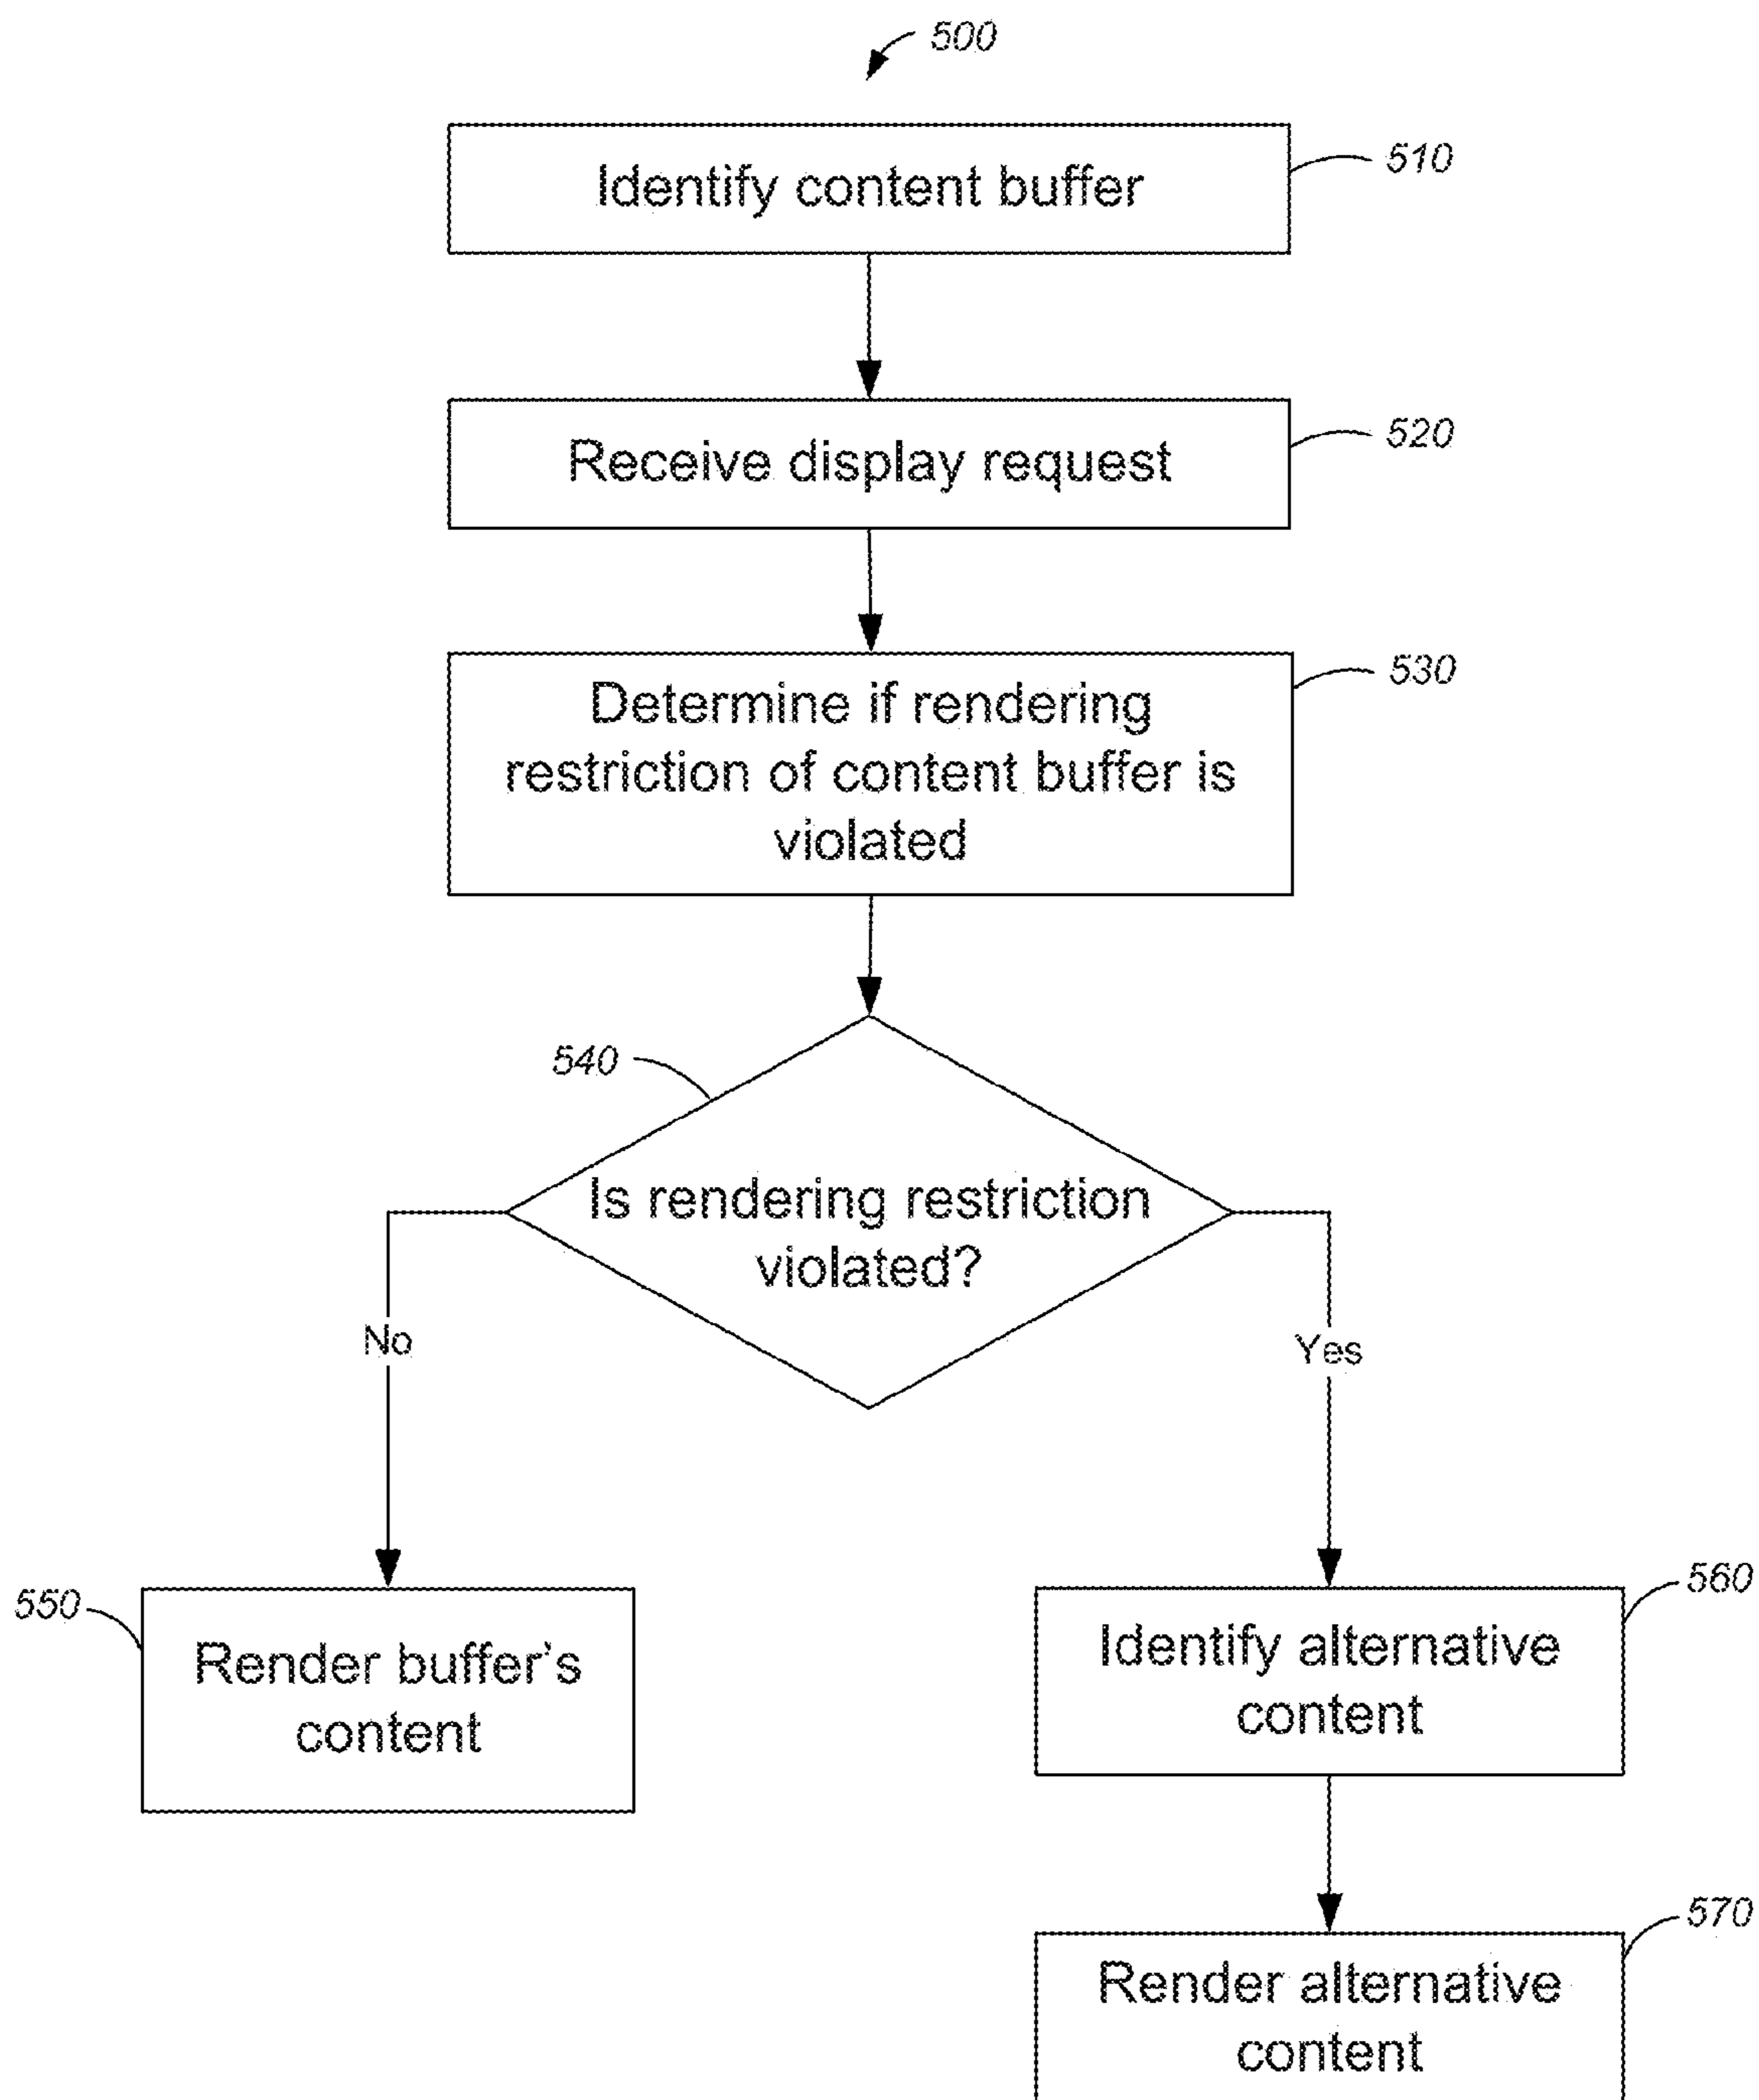 500
Identify content buffer
510
Receive display request
520
Determine if rendering
restriction of content buffer is
violated
530
540
Is rendering restriction
violated?
No
Yes
550
Render buffer's
content
Identify alternative
content
560
Render alternative
content
570